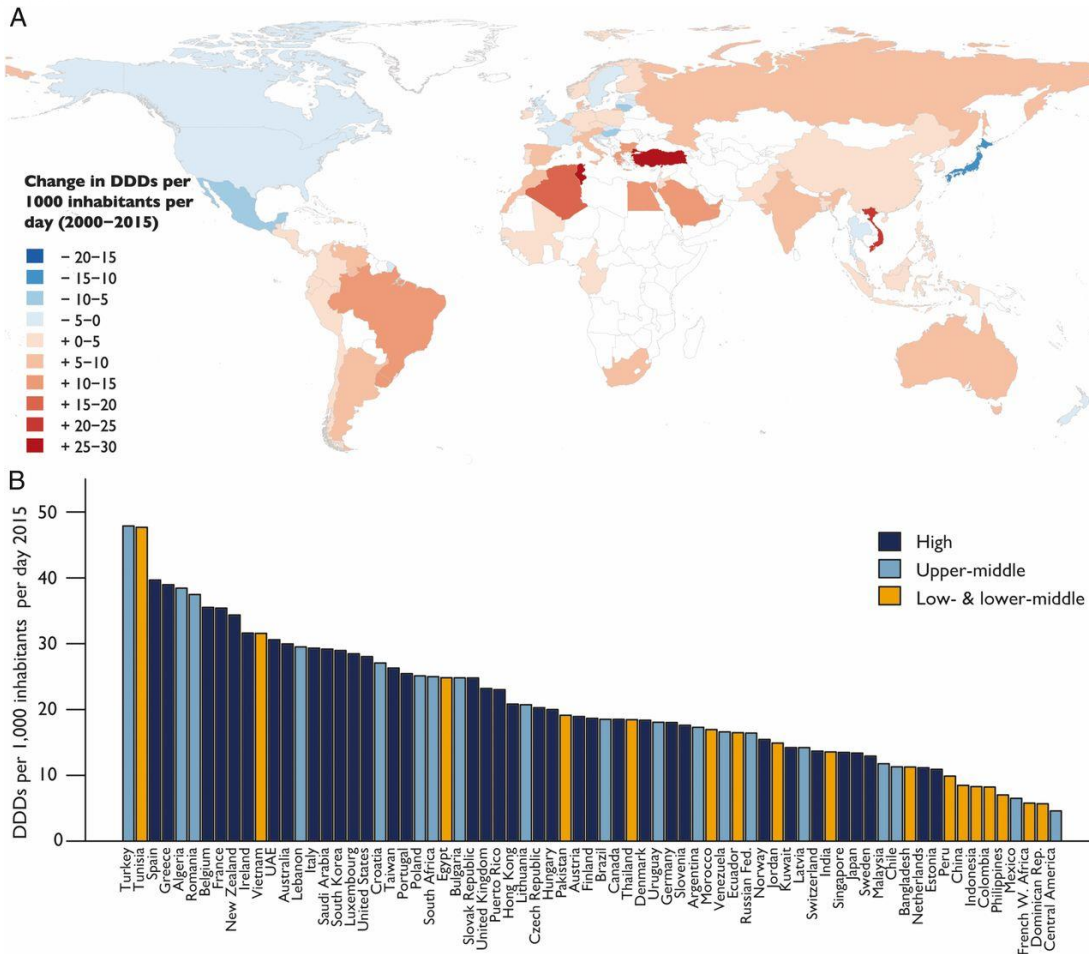 A
Change in DDDs per
1000 inhabitants per
day (2000–2015)
– 20–15
– 15–10
– 10–5
– 5–0
+ 0–5
+ 5–10
+ 10–15
+ 15–20
+ 20–25
+ 25–30
B
DDDs per 1,000 inhabitants per day 2015
50
40
30
20
10
0
High
Upper-middle
Low- & lower-middle
Turkey
Tunisia
Spain
Greece
Algeria
Romania
Belgium
France
New Zealand
Ireland
Vietnam
UAE
Australia
Lebanon
Italy
Saudi Arabia
South Korea
Luxembourg
United States
Croatia
Taiwan
Portugal
Poland
South Africa
Egypt
Bulgaria
Slovak Republic
United Kingdom
Puerto Rico
Hong Kong
Lithuania
Czech Republic
Hungary
Pakistan
Austria
Finland
Brazil
Canada
Thailand
Denmark
Uruguay
Germany
Slovenia
Argentina
Morocco
Venezuela
Ecuador
Russian Fed.
Norway
Jordan
Kuwait
Latvia
Switzerland
India
Singapore
Japan
Sweden
Malaysia
Chile
Bangladesh
Netherlands
Estonia
Peru
China
Indonesia
Colombia
Philippines
Mexico
French W. Africa
Dominican Rep.
Central America